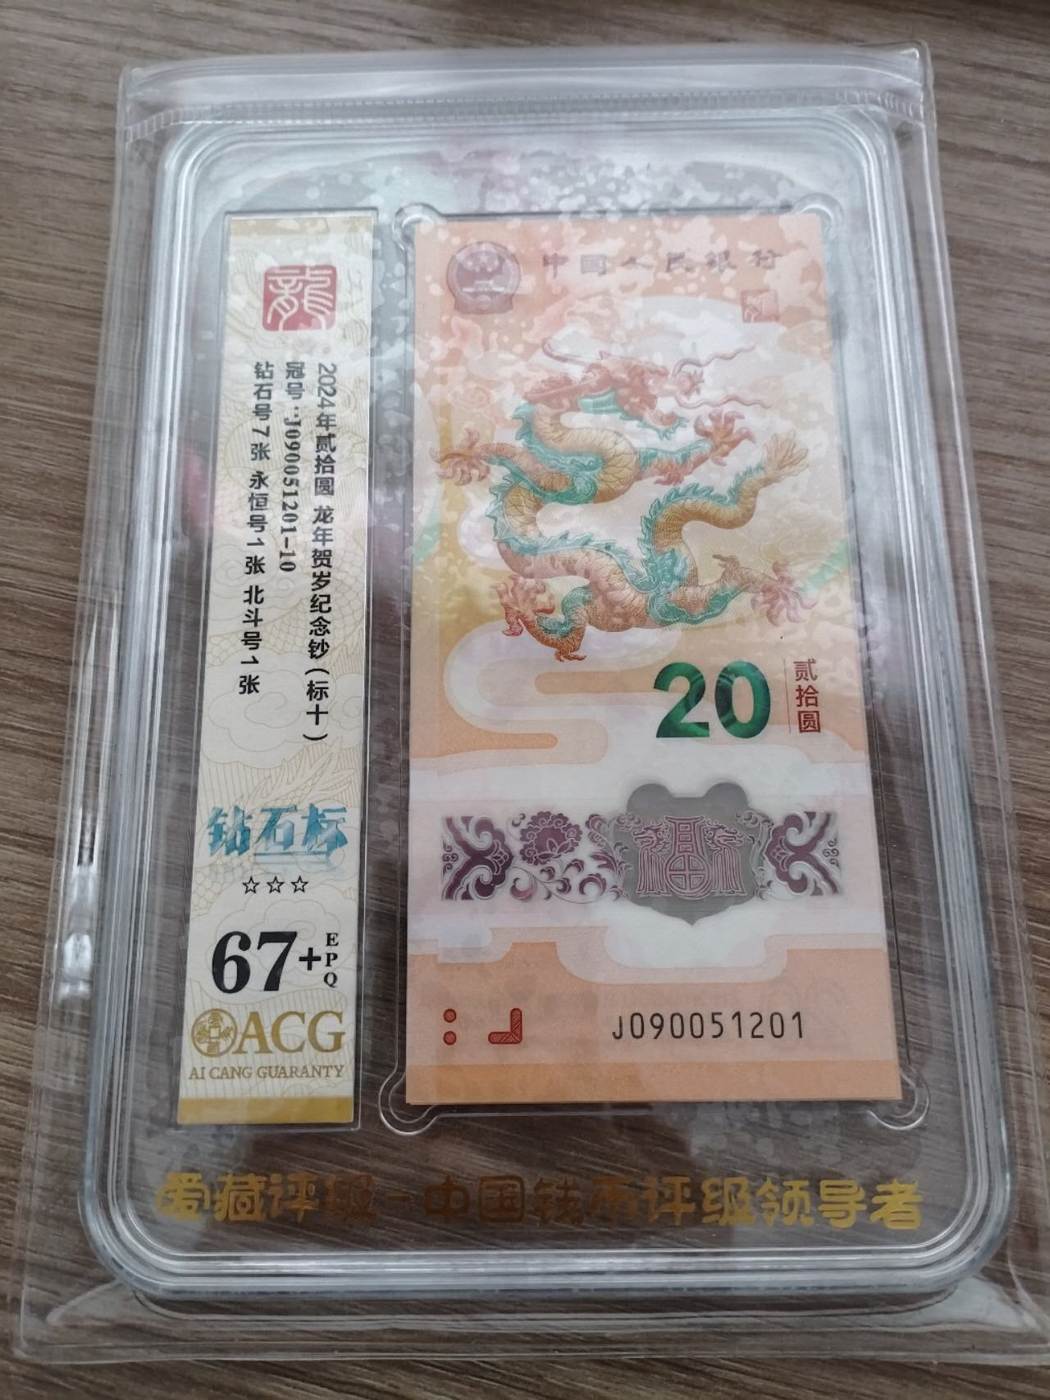 龍
2024年贰拾圆 龙年贺岁纪念钞(标十)
冠号:J090051201-10
钻石号7张 永恒号1张 北斗号1张
钻石标
☆☆☆
67+
EPQ
ACG
AI CANG GUARANTY
中国人民银行
20
贰拾圆
J090051201
爱藏评级-中国钱币评级领导者